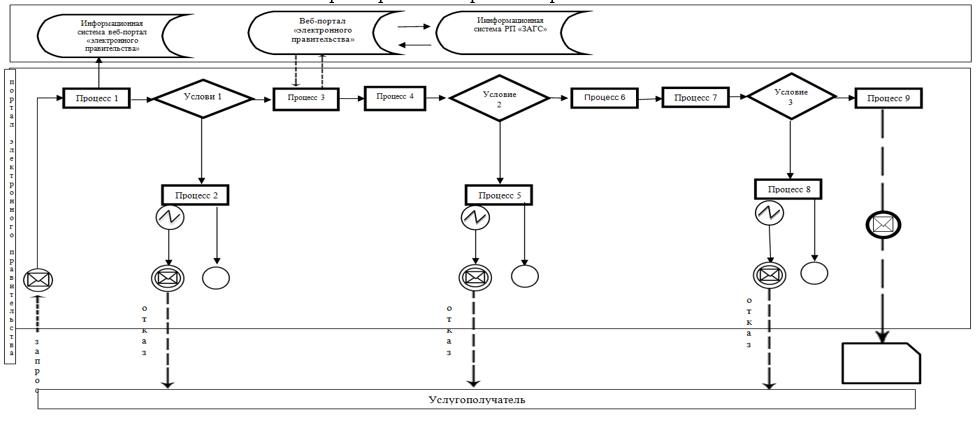 Информационная
система веб-портал
«электронного
правительства»
Веб-портал
«электронного
правительства»
Иинформационная
система РП «ЗАГС»
портал электронного правительства
Процесс 1
Услови 1
Процесс 3
Процесс 4
Условие
2
Процесс 6
Процесс 7
Условие
3
Процесс 9
Процесс 2
Процесс 5
Процесс 8
отказ
отказ
отказ
запрос
Услугополучатель